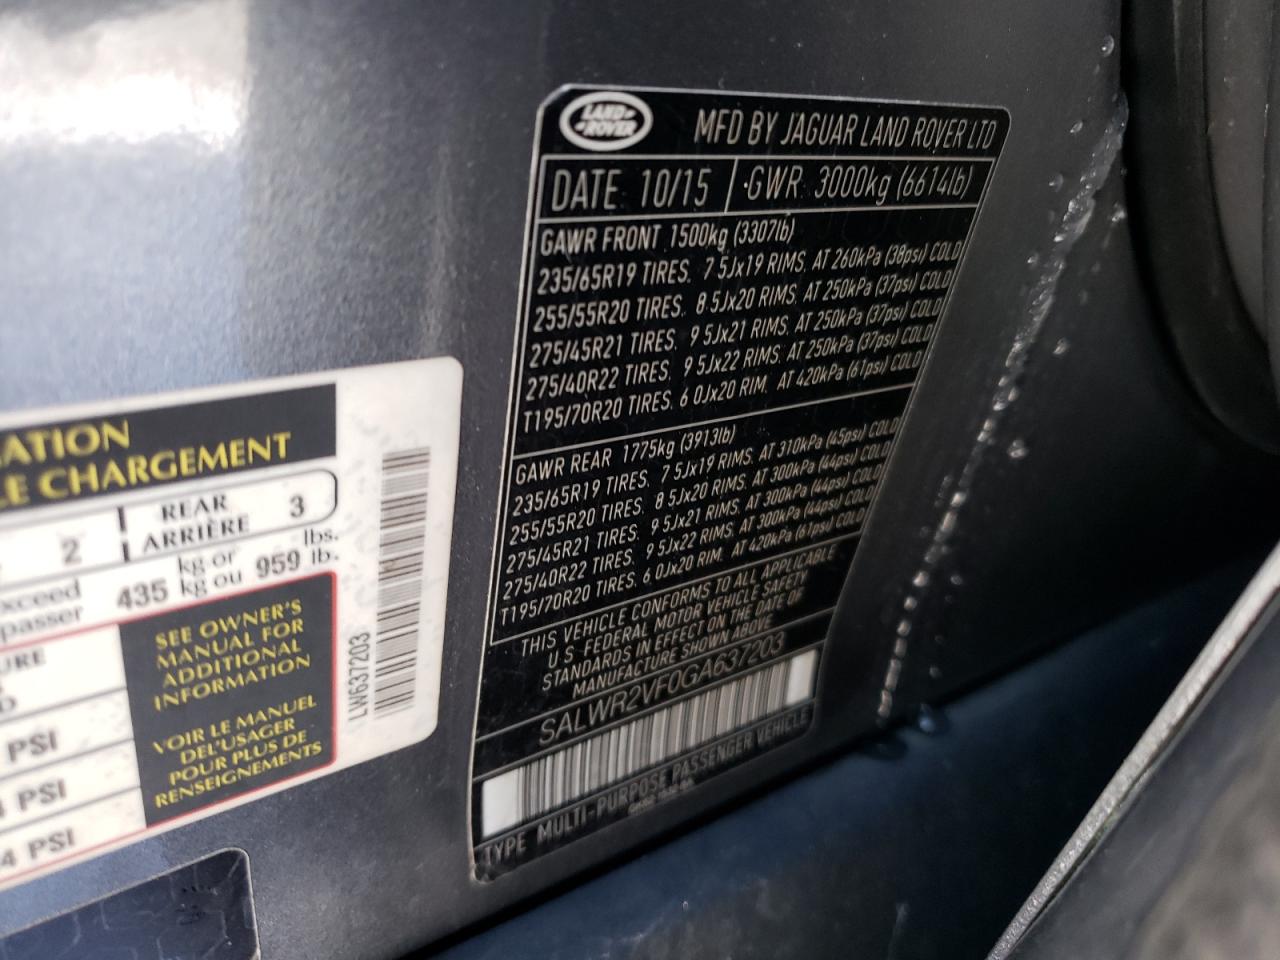 LAND ROVER
MFD BY JAGUAR LAND ROVER LTD
DATE 10/15 GWR 3000kg (6614lb)
GAWR FRONT 1500kg (3307lb)
235/65R19 TIRES. 7 5Jx19 RIMS. AT 260kPa (38psi) COLD
255/55R20 TIRES. 8 5Jx20 RIMS. AT 250kPa (37psi) COLD
275/45R21 TIRES. 9 5Jx21 RIMS. AT 250kPa (37psi) COLD
275/40R22 TIRES. 9 5Jx22 RIMS. AT 250kPa (37psi) COLD
T195/70R20 TIRES. 6 0Jx20 RIM. AT 420kPa (61psi) COLD
GAWR REAR 1775kg (3913lb)
235/65R19 TIRES. 7 5Jx19 RIMS. AT 310kPa (45psi) COLD
255/55R20 TIRES. 8 5Jx20 RIMS. AT 300kPa (44psi) COLD
275/45R21 TIRES. 9 5Jx21 RIMS. AT 300kPa (44psi) COLD
275/40R22 TIRES. 9 5Jx22 RIMS. AT 300kPa (44psi) COLD
T195/70R20 TIRES. 6 0Jx20 RIM. AT 420kPa (61psi) COLD
THIS VEHICLE CONFORMS TO ALL APPLICABLE
U.S. FEDERAL MOTOR VEHICLE SAFETY
STANDARDS IN EFFECT ON THE DATE OF
MANUFACTURE SHOWN ABOVE
SALWR2VF0GA637203
TYPE MULTI-PURPOSE PASSENGER VEHICLE
ATION
LE CHARGEMENT
2 REAR 3
ARRIÈRE
xceed 435 kg or 959 lbs.
passer kg ou lb.
URE
SEE OWNER'S
MANUAL FOR
ADDITIONAL
INFORMATION
PSI
VOIR LE MANUEL
DE L'USAGER
POUR PLUS DE
RENSEIGNEMENTS
4 PSI
4 PSI
LW637203